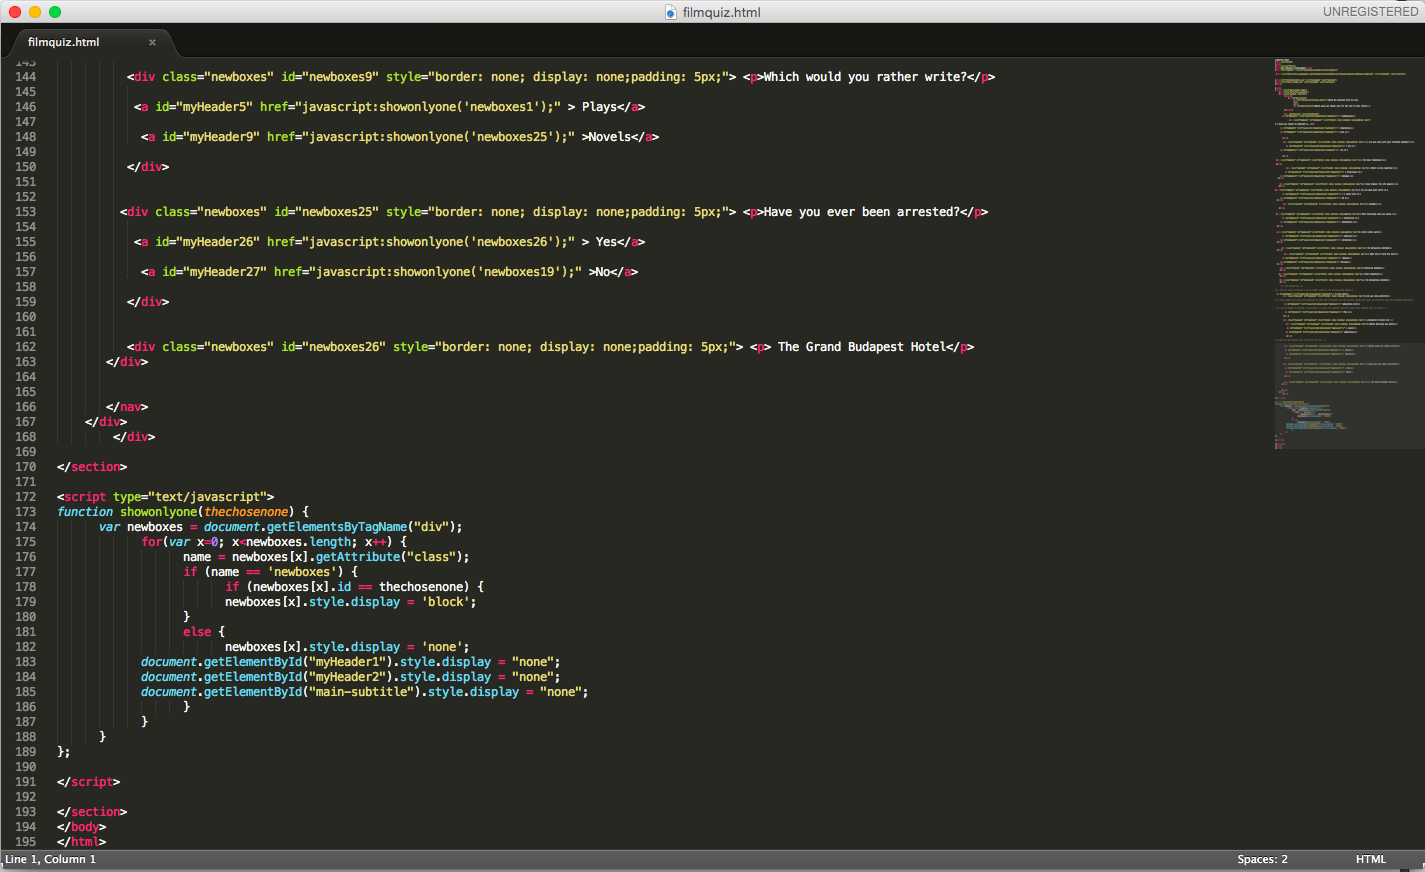 filmquiz.html
UNREGISTERED
filmquiz.html ×
143
144 <div class="newboxes" id="newboxes9" style="border: none; display: none;padding: 5px;"> <p>Which would you rather write?</p>
145
146 <a id="myHeader5" href="javascript:showonlyone('newboxes1');" > Plays</a>
147
148 <a id="myHeader9" href="javascript:showonlyone('newboxes25');" >Novels</a>
149
150 </div>
151
152
153 <div class="newboxes" id="newboxes25" style="border: none; display: none;padding: 5px;"> <p>Have you ever been arrested?</p>
154
155 <a id="myHeader26" href="javascript:showonlyone('newboxes26');" > Yes</a>
156
157 <a id="myHeader27" href="javascript:showonlyone('newboxes19');" >No</a>
158
159 </div>
160
161
162 <div class="newboxes" id="newboxes26" style="border: none; display: none;padding: 5px;"> <p> The Grand Budapest Hotel</p>
163 </div>
164
165
166 </nav>
167 </div>
168 </div>
169
170 </section>
171
172 <script type="text/javascript">
173 function showonlyone(thechosenone) {
174 var newboxes = document.getElementsByTagName("div");
175 for(var x=0; x<newboxes.length; x++) {
176 name = newboxes[x].getAttribute("class");
177 if (name == 'newboxes') {
178 if (newboxes[x].id == thechosenone) {
179 newboxes[x].style.display = 'block';
180 }
181 else {
182 newboxes[x].style.display = 'none';
183 document.getElementById("myHeader1").style.display = "none";
184 document.getElementById("myHeader2").style.display = "none";
185 document.getElementById("main-subtitle").style.display = "none";
186 }
187 }
188 }
189 };
190
191 </script>
192
193 </section>
194 </body>
195 </html>
Line 1, Column 1
Spaces: 2
HTML